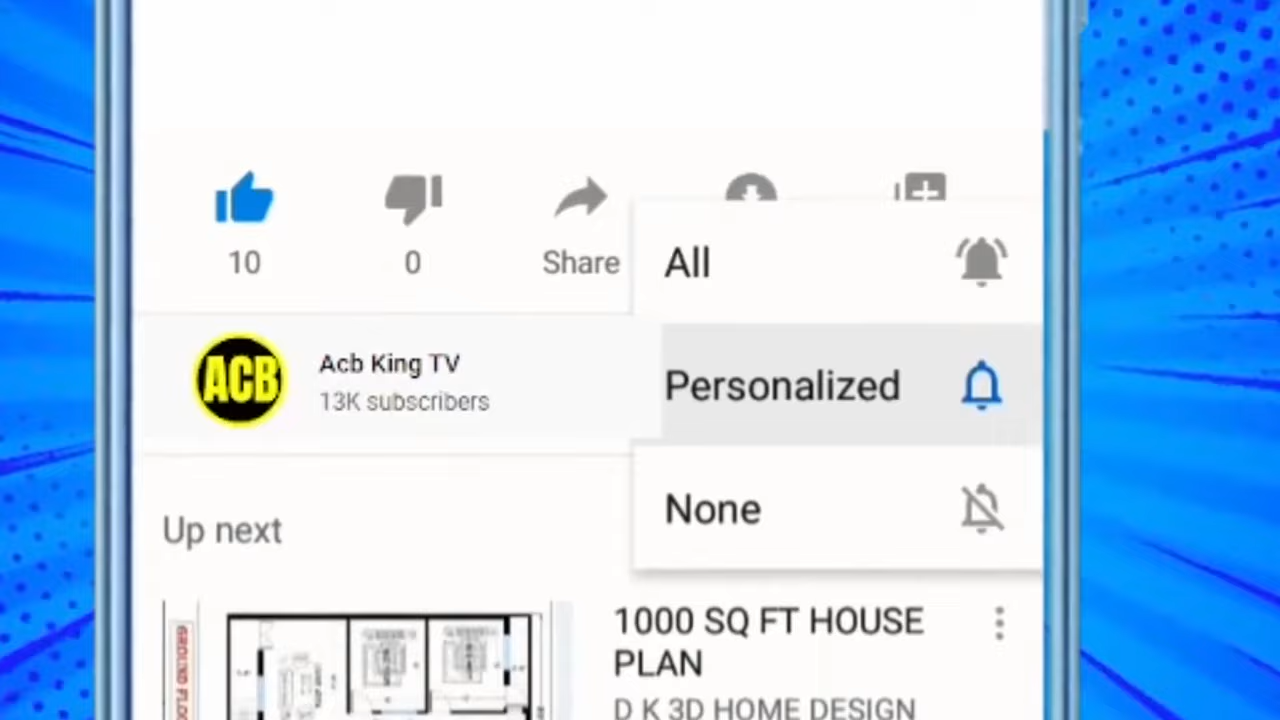 10
0
Share
All
ACB
Acb King TV
13K subscribers
Personalized
None
Up next
1000 SQ FT HOUSE
PLAN
D K 3D HOME DESIGN